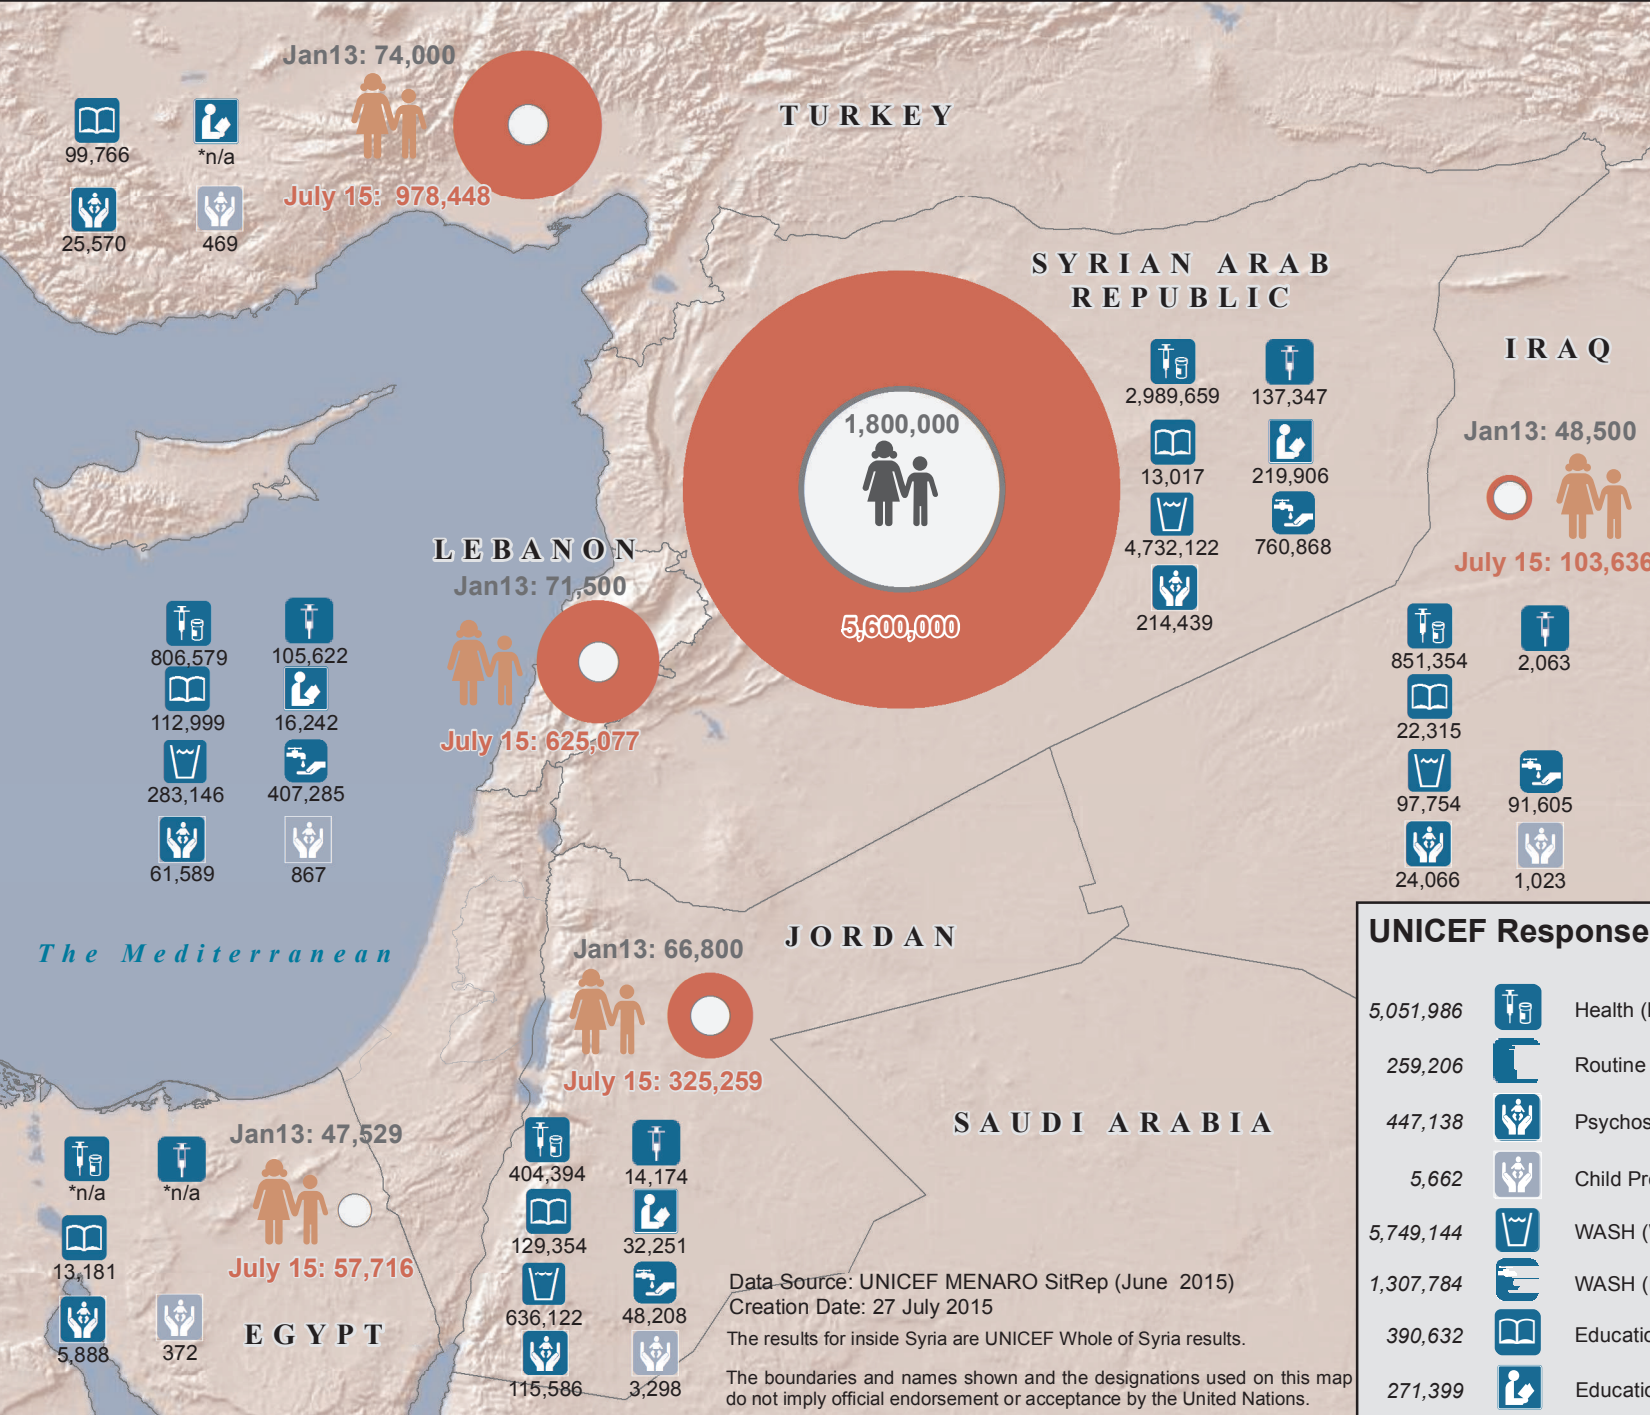 Jan13: 74,000
TURKEY
99,766
*n/a
July 15: 978,448
25,570
469
SYRIAN ARAB
REPUBLIC
IRAQ
2,989,659
137,347
1,800,000
Jan13: 48,500
13,017
219,906
4,732,122
760,868
LEBANON
July 15: 103,636
Jan13: 71,500
5,600,000
214,439
806,579
105,622
851,354
2,063
112,999
16,242
22,315
July 15: 625,077
283,146
407,285
97,754
91,605
61,589
867
24,066
1,023
The Mediterranean
Jan13: 66,800
JORDAN
UNICEF Response
5,051,986
Health (
259,206
Routine
July 15: 325,259
447,138
Psychos
SAUDI ARABIA
Jan13: 47,529
404,394
14,174
5,662
Child Pr
*n/a
*n/a
5,749,144
WASH (
129,354
32,251
13,181
July 15: 57,716
1,307,784
WASH (
Data Source: UNICEF MENARO SitRep (June 2015)
Creation Date: 27 July 2015
636,122
48,208
The results for inside Syria are UNICEF Whole of Syria results.
390,632
Educatio
5,888
372
EGYPT
115,586
3,298
The boundaries and names shown and the designations used on this map
do not imply official endorsement or acceptance by the United Nations.
271,399
Educatio